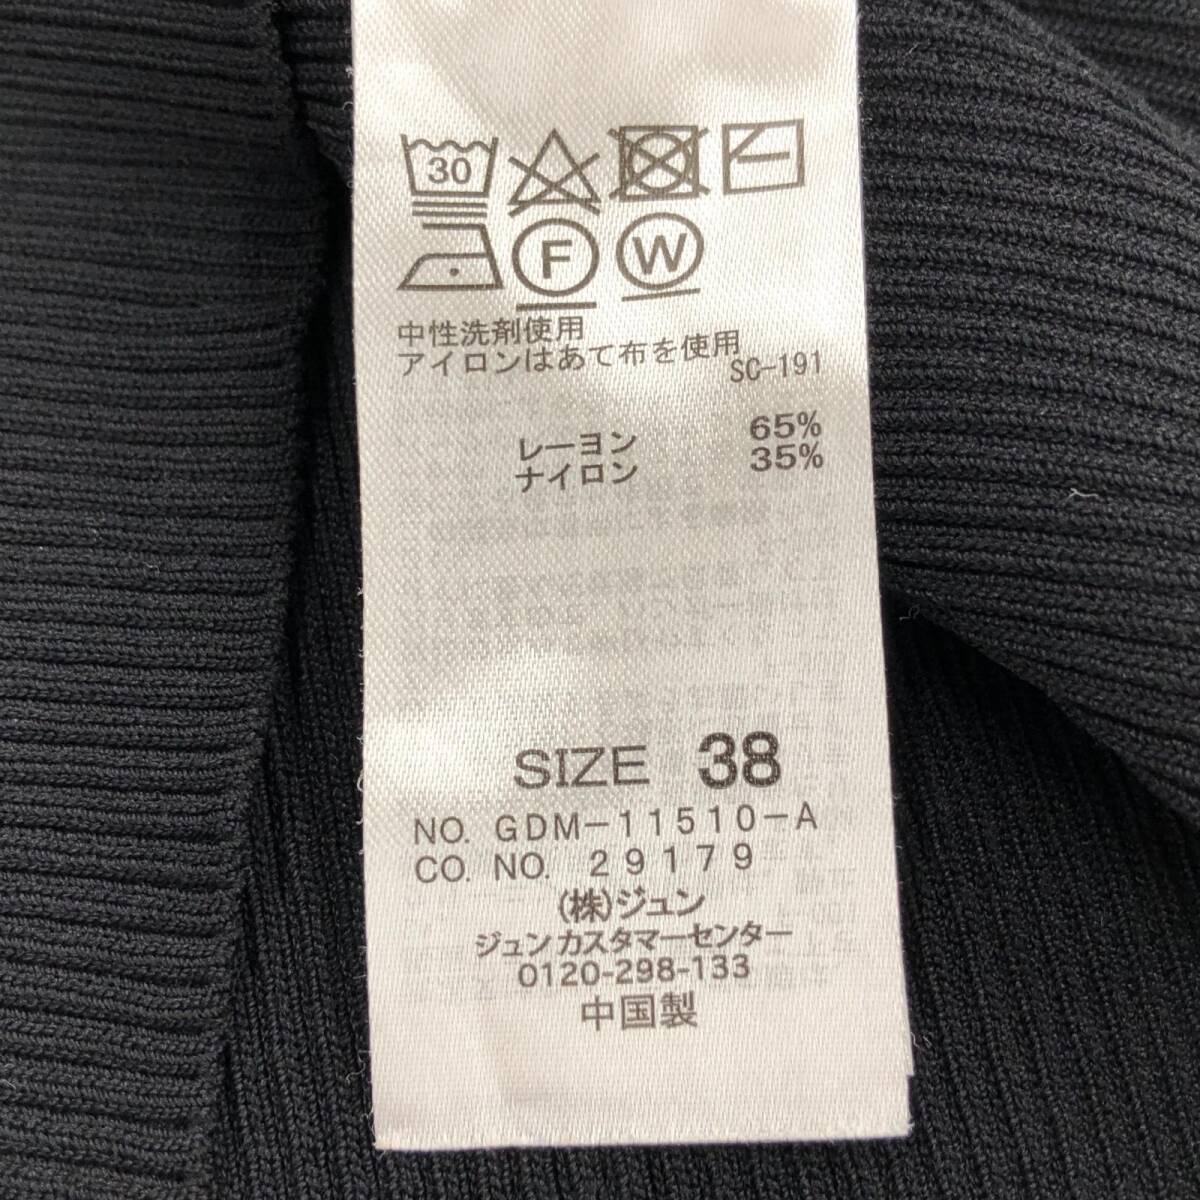 30
F W
中性洗剤使用
アイロンはあて布を使用
SC-191
レーヨン 65%
ナイロン 35%
SIZE 38
NO. GDM-11510-A
CO. NO. 29179
(株)ジュン
ジュンカスタマーセンター
0120-298-133
中国製